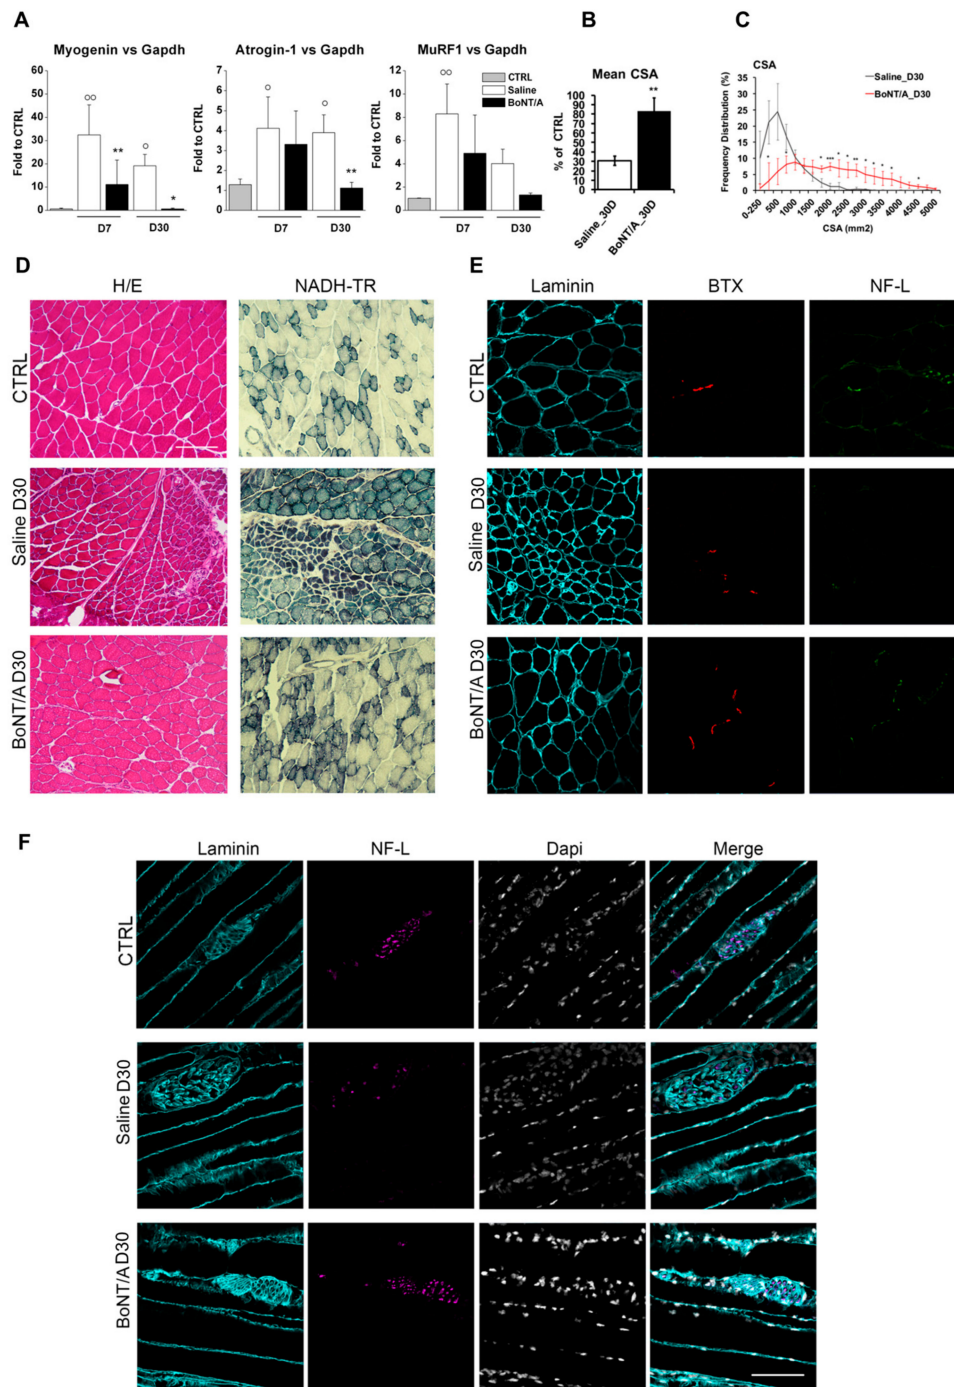 A
B
C
Myogenin vs Gapdh
Atrogin-1 vs Gapdh
MuRF1 vs Gapdh
Fold to CTRL
60
50
40
30
20
10
0
○○
**
○
*
D7
D30
Fold to CTRL
7
6
5
4
3
2
1
0
○
○
**
D7
D30
Fold to CTRL
10
8
6
4
2
0
○○
D7
D30
CTRL
Saline
BoNT/A
Mean CSA
% of CTRL
100
90
80
70
60
50
40
30
20
10
0
**
Saline_30D
BoNT/A_30D
CSA
Frequency Distribution (%)
35
30
25
20
15
10
5
0
Saline_D30
BoNT/A_D30
0-250
500
1000
1500
2000
2500
3000
3500
4000
4500
5000
CSA (mm2)
D
H/E
NADH-TR
CTRL
Saline D30
BoNT/A D30
E
Laminin
BTX
NF-L
CTRL
Saline D30
BoNT/A D30
F
Laminin
NF-L
Dapi
Merge
CTRL
Saline D30
BoNT/A D30